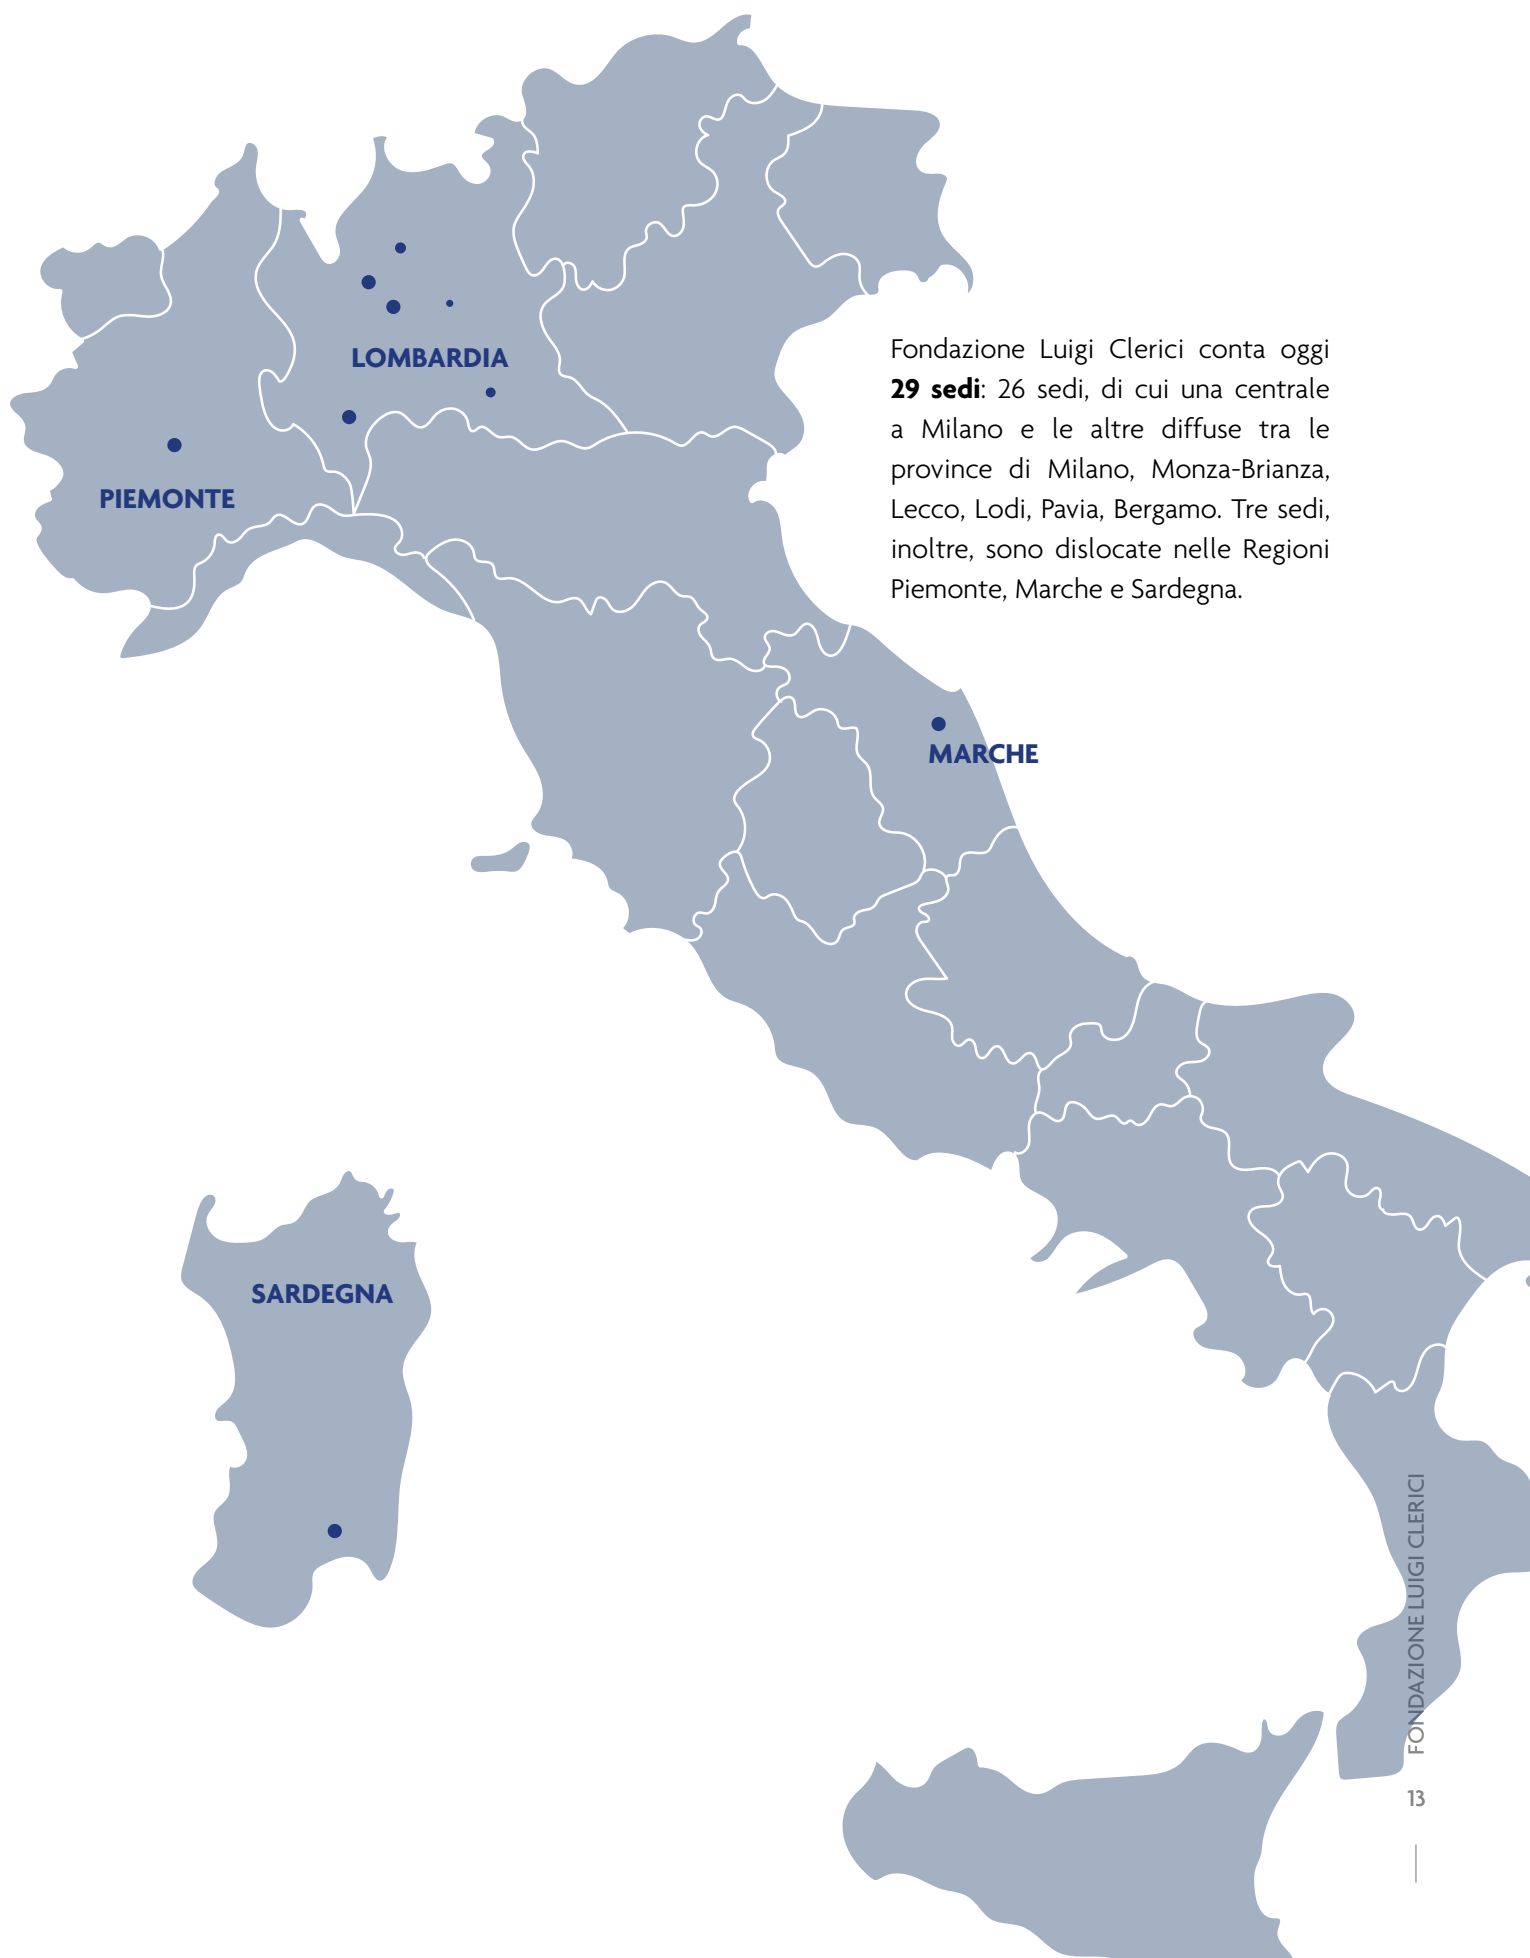 LOMBARDIA
PIEMONTE
Fondazione Luigi Clerici conta oggi
29 sedi: 26 sedi, di cui una centrale
a Milano e le altre diffuse tra le
province di Milano, Monza-Brianza,
Lecco, Lodi, Pavia, Bergamo. Tre sedi,
inoltre, sono dislocate nelle Regioni
Piemonte, Marche e Sardegna.
MARCHE
SARDEGNA
FONDAZIONE LUIGI CLERICI
13